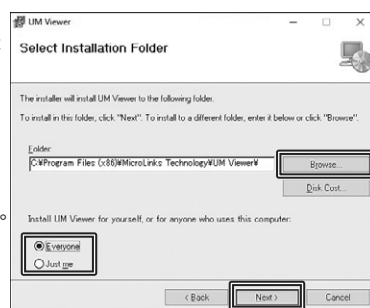 UM Viewer
Select Installation Folder
The installer will install UM Viewer to the following folder.
To install in this folder, click "Next". To install to a different folder, enter it below or click "Browse".
Folder
C:¥Program Files (x86)¥MicroLinks Technology¥UM Viewer¥
Browse...
Disk Cost...
Install UM Viewer for yourself, or for anyone who uses this computer:
Everyone
Just me
< Back
Next >
Cancel